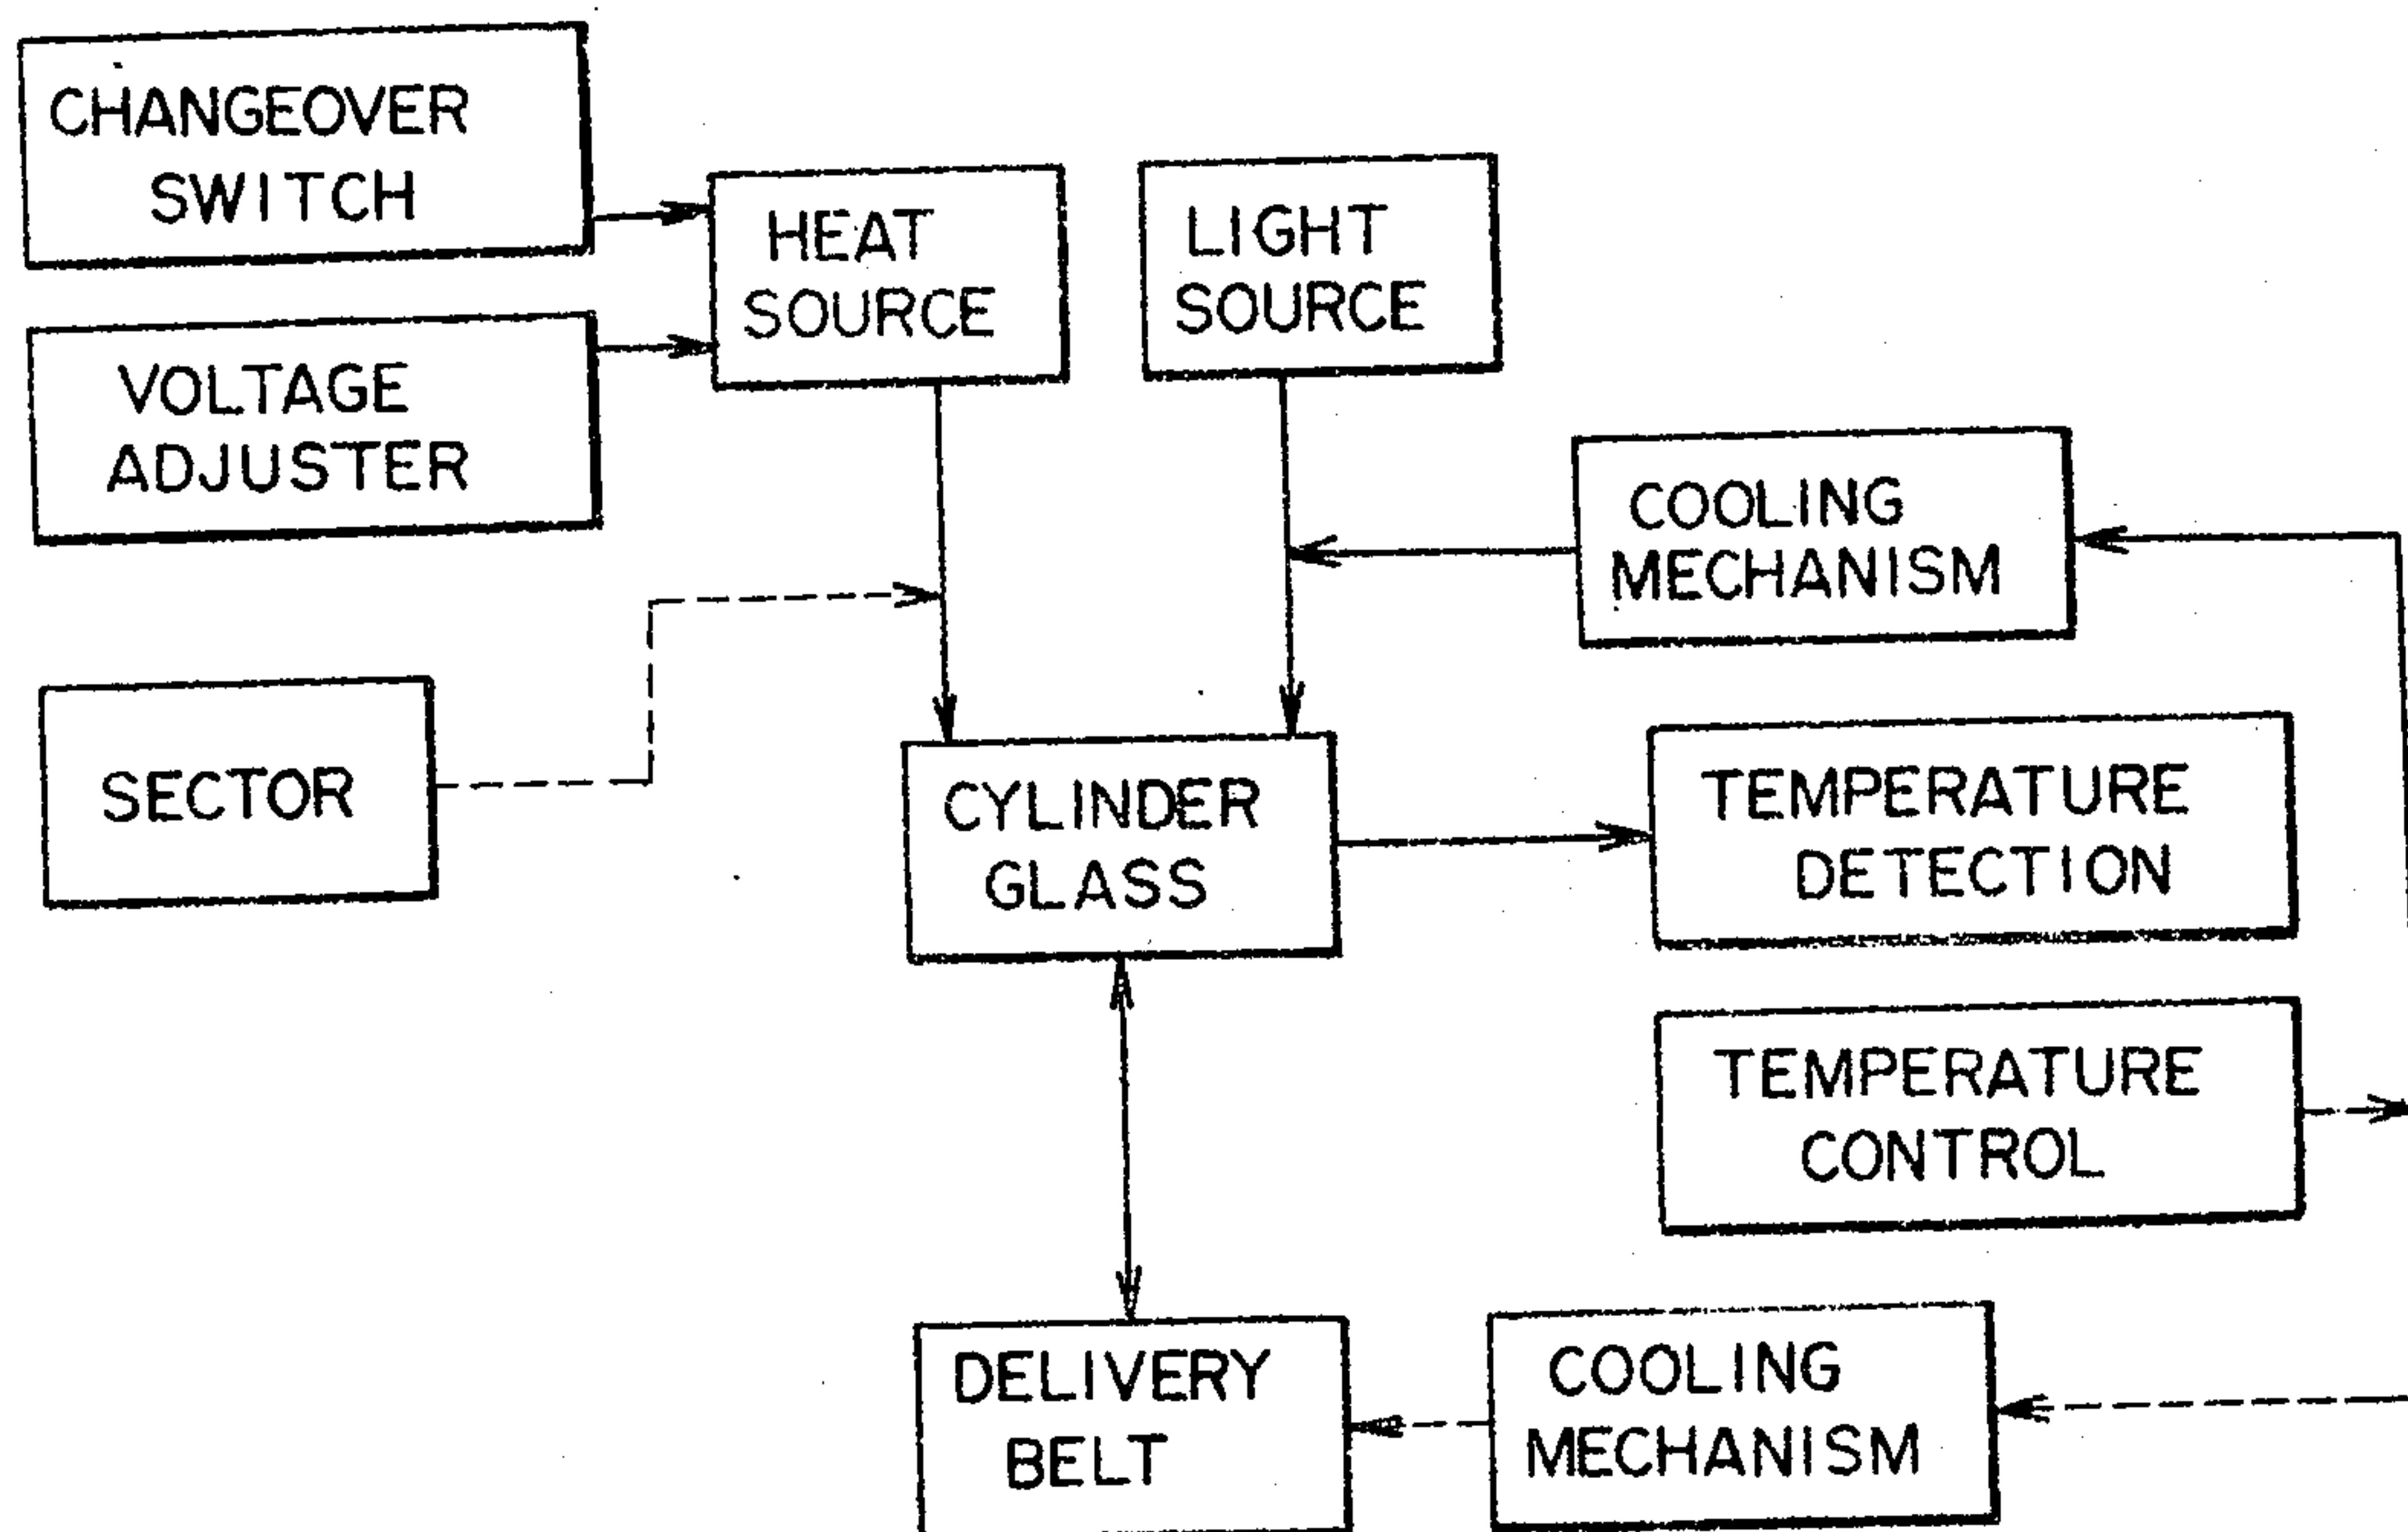 CHANGEOVER
SWITCH
HEAT
SOURCE
LIGHT
SOURCE
VOLTAGE
ADJUSTER
COOLING
MECHANISM
SECTOR
CYLINDER
GLASS
TEMPERATURE
DETECTION
TEMPERATURE
CONTROL
DELIVERY
BELT
COOLING
MECHANISM